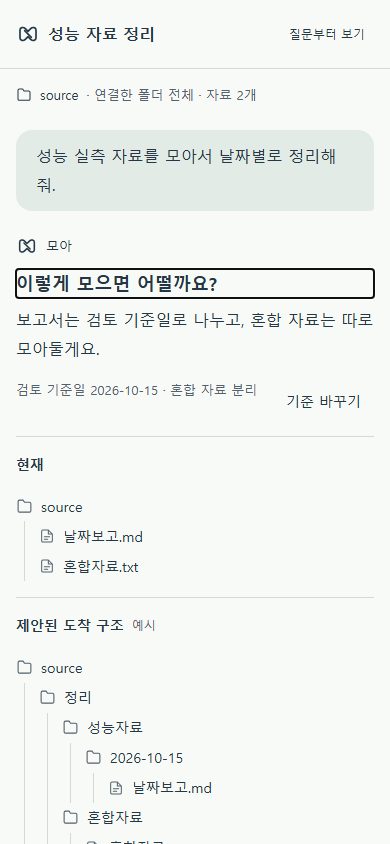 성능 자료 정리
질문부터 보기
source · 연결한 폴더 전체 · 자료 2개
성능 실측 자료를 모아서 날짜별로 정리해
줘.
모아
이렇게 모으면 어떨까요?
보고서는 검토 기준일로 나누고, 혼합 자료는 따로
모아둘게요.
검토 기준일 2026-10-15 · 혼합 자료 분리
기준 바꾸기
현재
source
날짜보고.md
혼합자료.txt
제안된 도착 구조 예시
source
정리
성능자료
2026-10-15
날짜보고.md
혼합자료